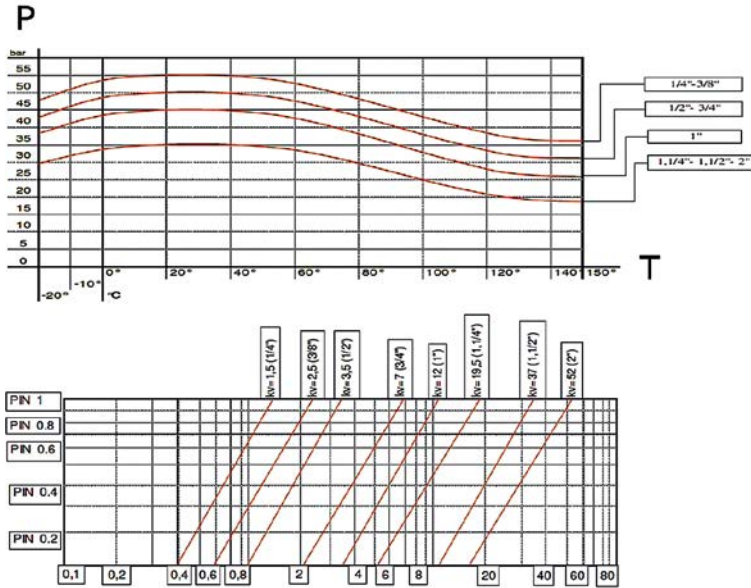 P
bar
55
50
45
40
35
30
25
20
15
10
5
0
-20° -10° 0° 20° 40° 60° 80° 100° 120° 140° 150°
°C
T
1/4"-3/8"
1/2"- 3/4"
1"
1,1/4"- 1,1/2"- 2"
kv=1,5 (1/4")
kv=2,5 (3/8")
kv=3,5 (1/2')
kv=7 (3/4")
kv=12 (1")
kv=19,5 (1,1/4")
kv=37 (1,1/2")
kv=52 (2")
PIN 1
PIN 0.8
PIN 0.6
PIN 0.4
PIN 0.2
0,1 0,2 0,4 0,6 0,8 2 4 6 8 20 40 60 80